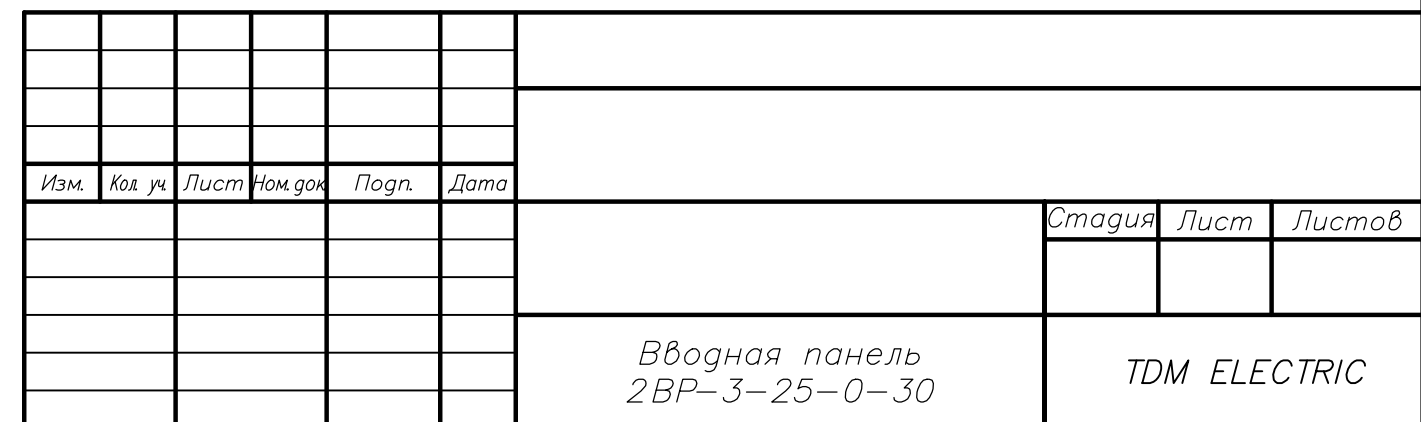 Изм. Кол. уч. Лист Ном. док. Подп. Дата
Стадия Лист Листов
Вводная панель
2ВР-3-25-0-30
TDM ELECTRIC